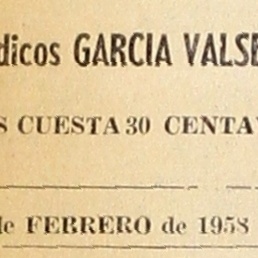 dicos GARCIA VALSE
S CUESTA 30 CENTA
de FEBRERO de 1958